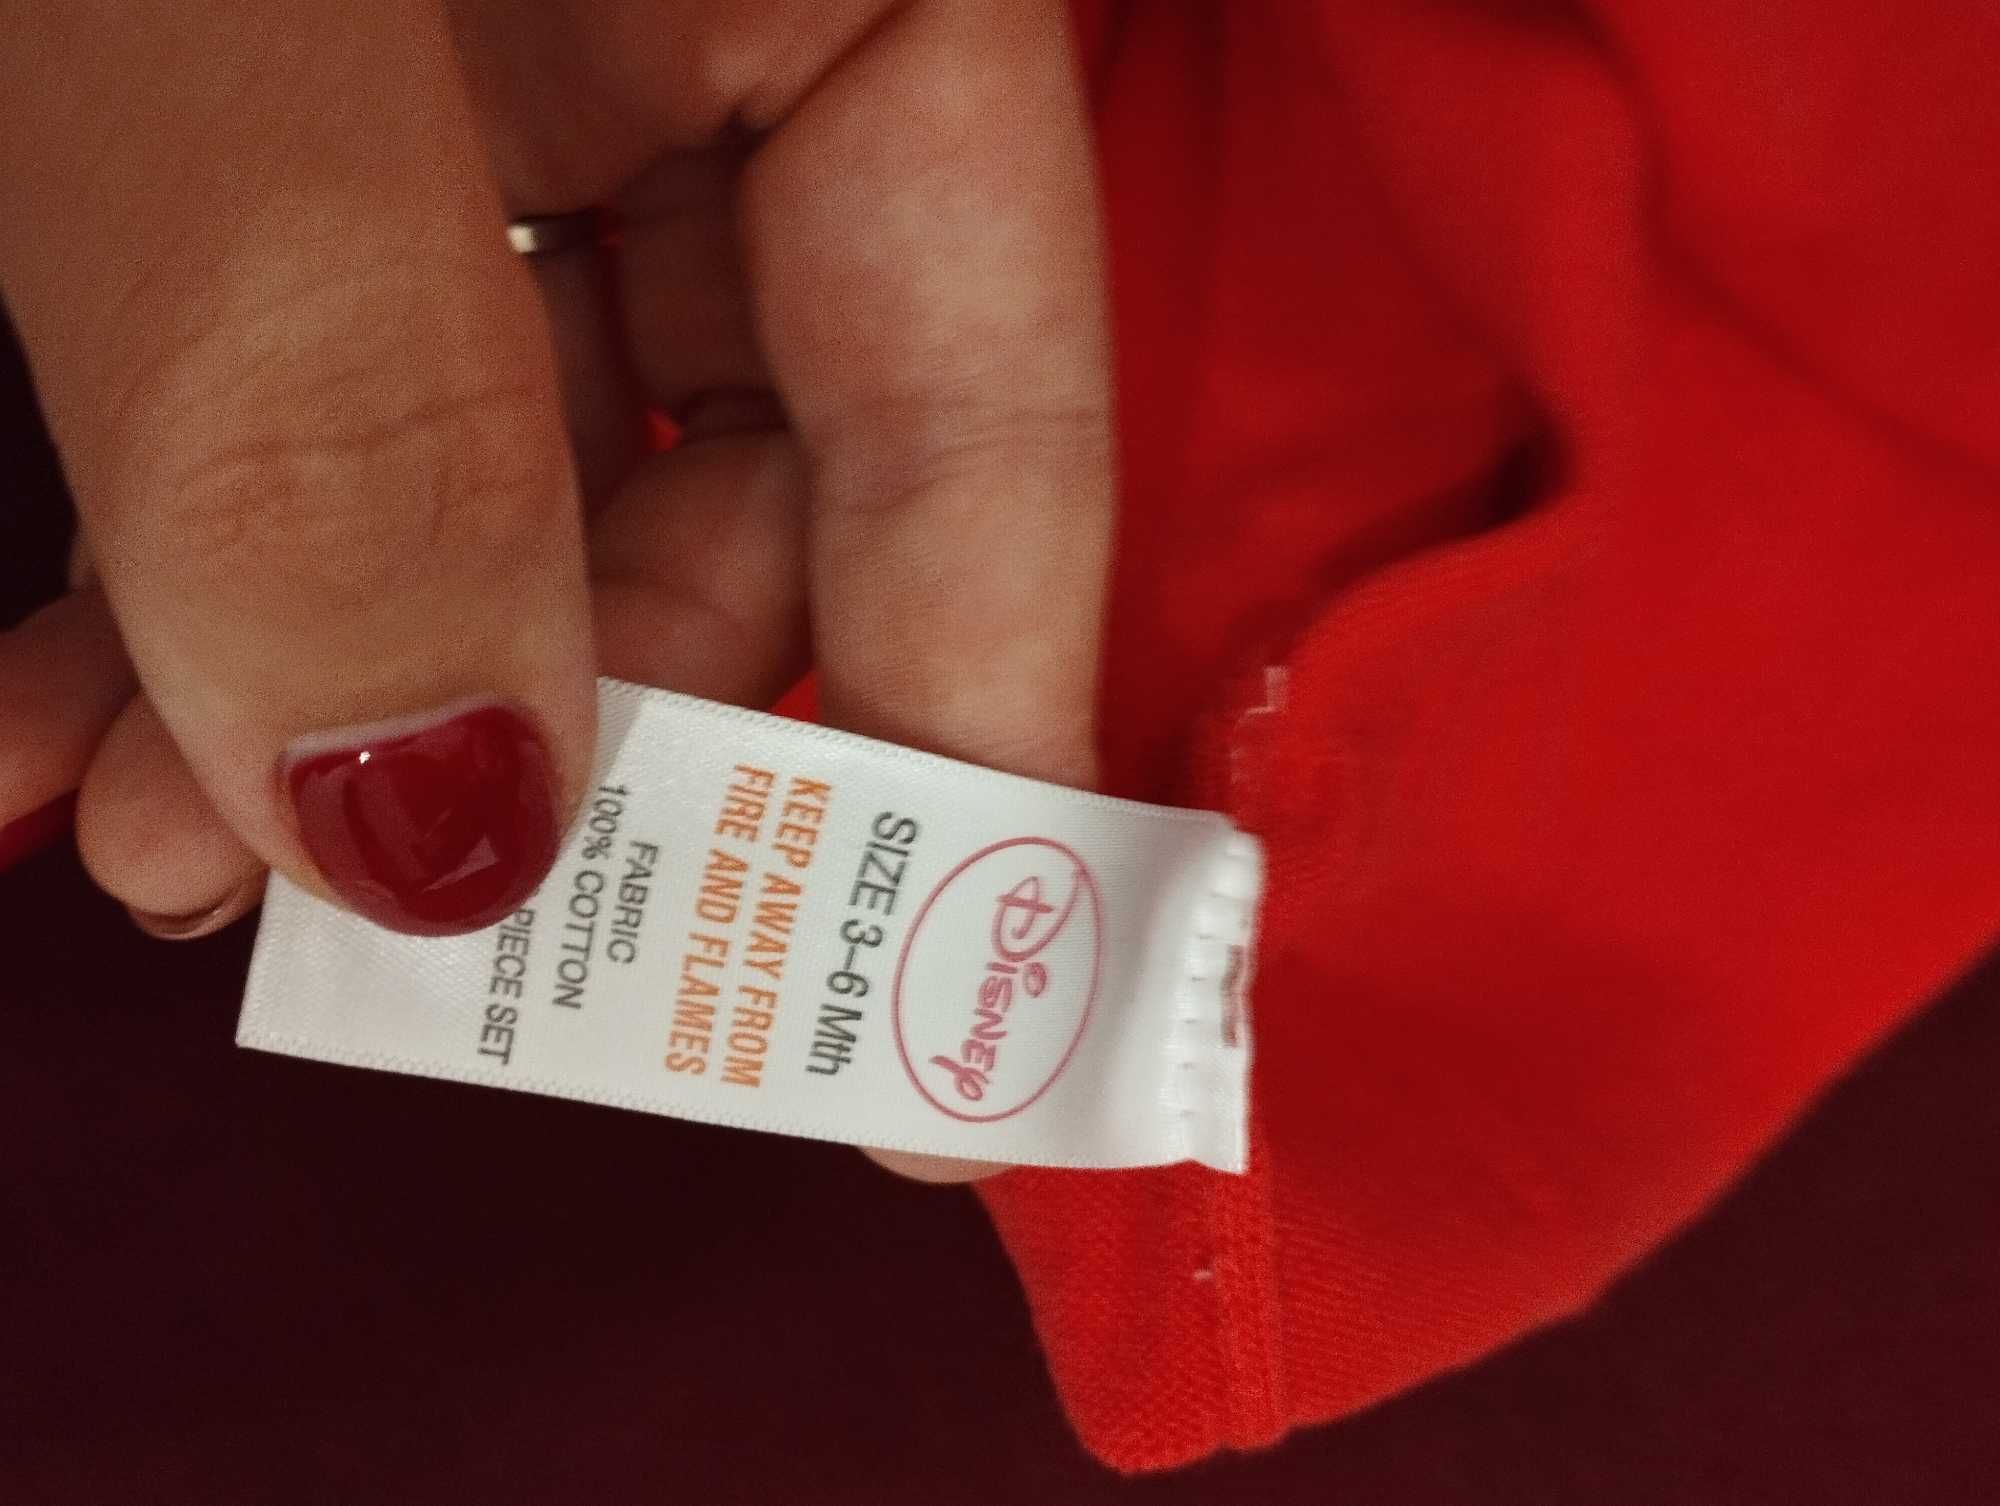 Disney
SIZE 3-6 Mth
KEEP AWAY FROM
FIRE AND FLAMES
FABRIC
100% COTTON
PIECE SET